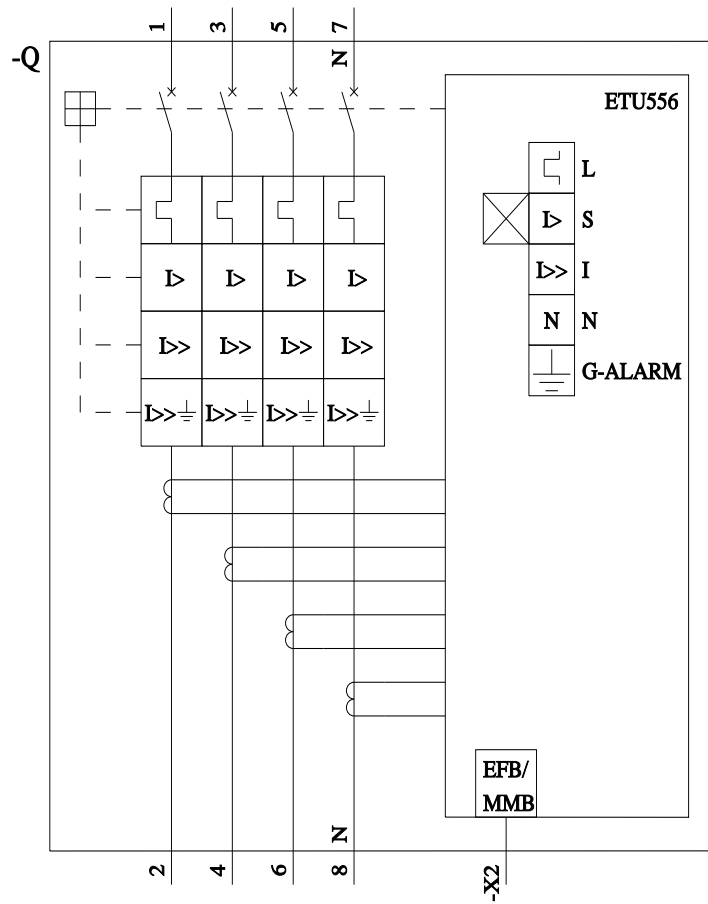 1 3 5 7
N
-Q
ETU556
L
I> S
I> I> I> I> I>> I
N N
I>> I>> I>> I>>
G-ALARM
I>> I>> I>> I>>
EFB/
MMB
N
2 4 6 8
-X2